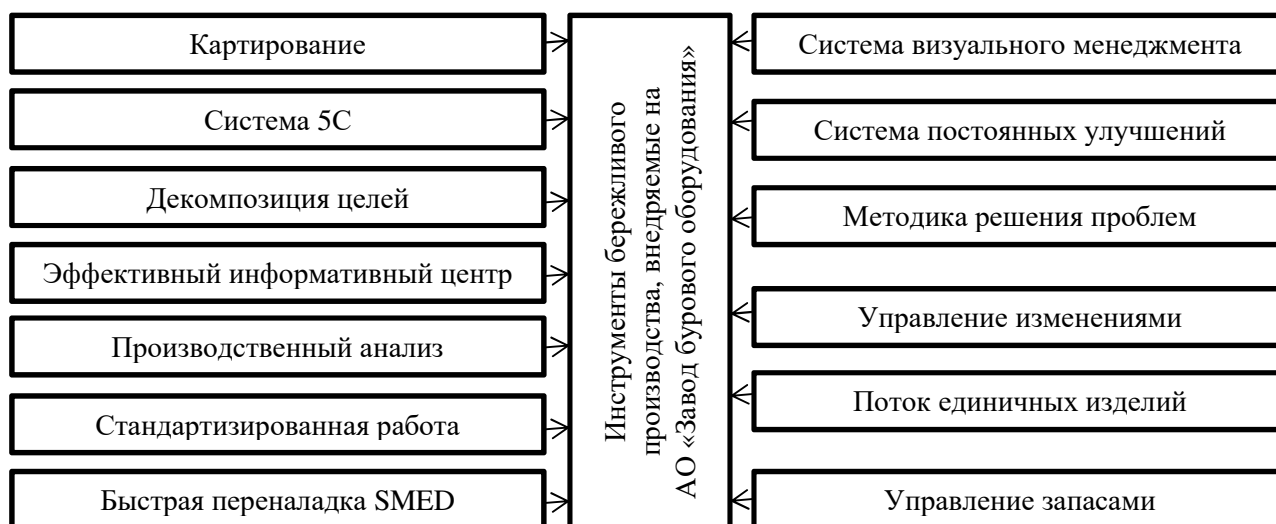 Картирование
Система 5С
Декомпозиция целей
Эффективный информативный центр
Производственный анализ
Стандартизированная работа
Быстрая переналадка SMED
Инструменты бережливого
производства, внедряемые на
АО «Завод бурового оборудования»
Система визуального менеджмента
Система постоянных улучшений
Методика решения проблем
Управление изменениями
Поток единичных изделий
Управление запасами